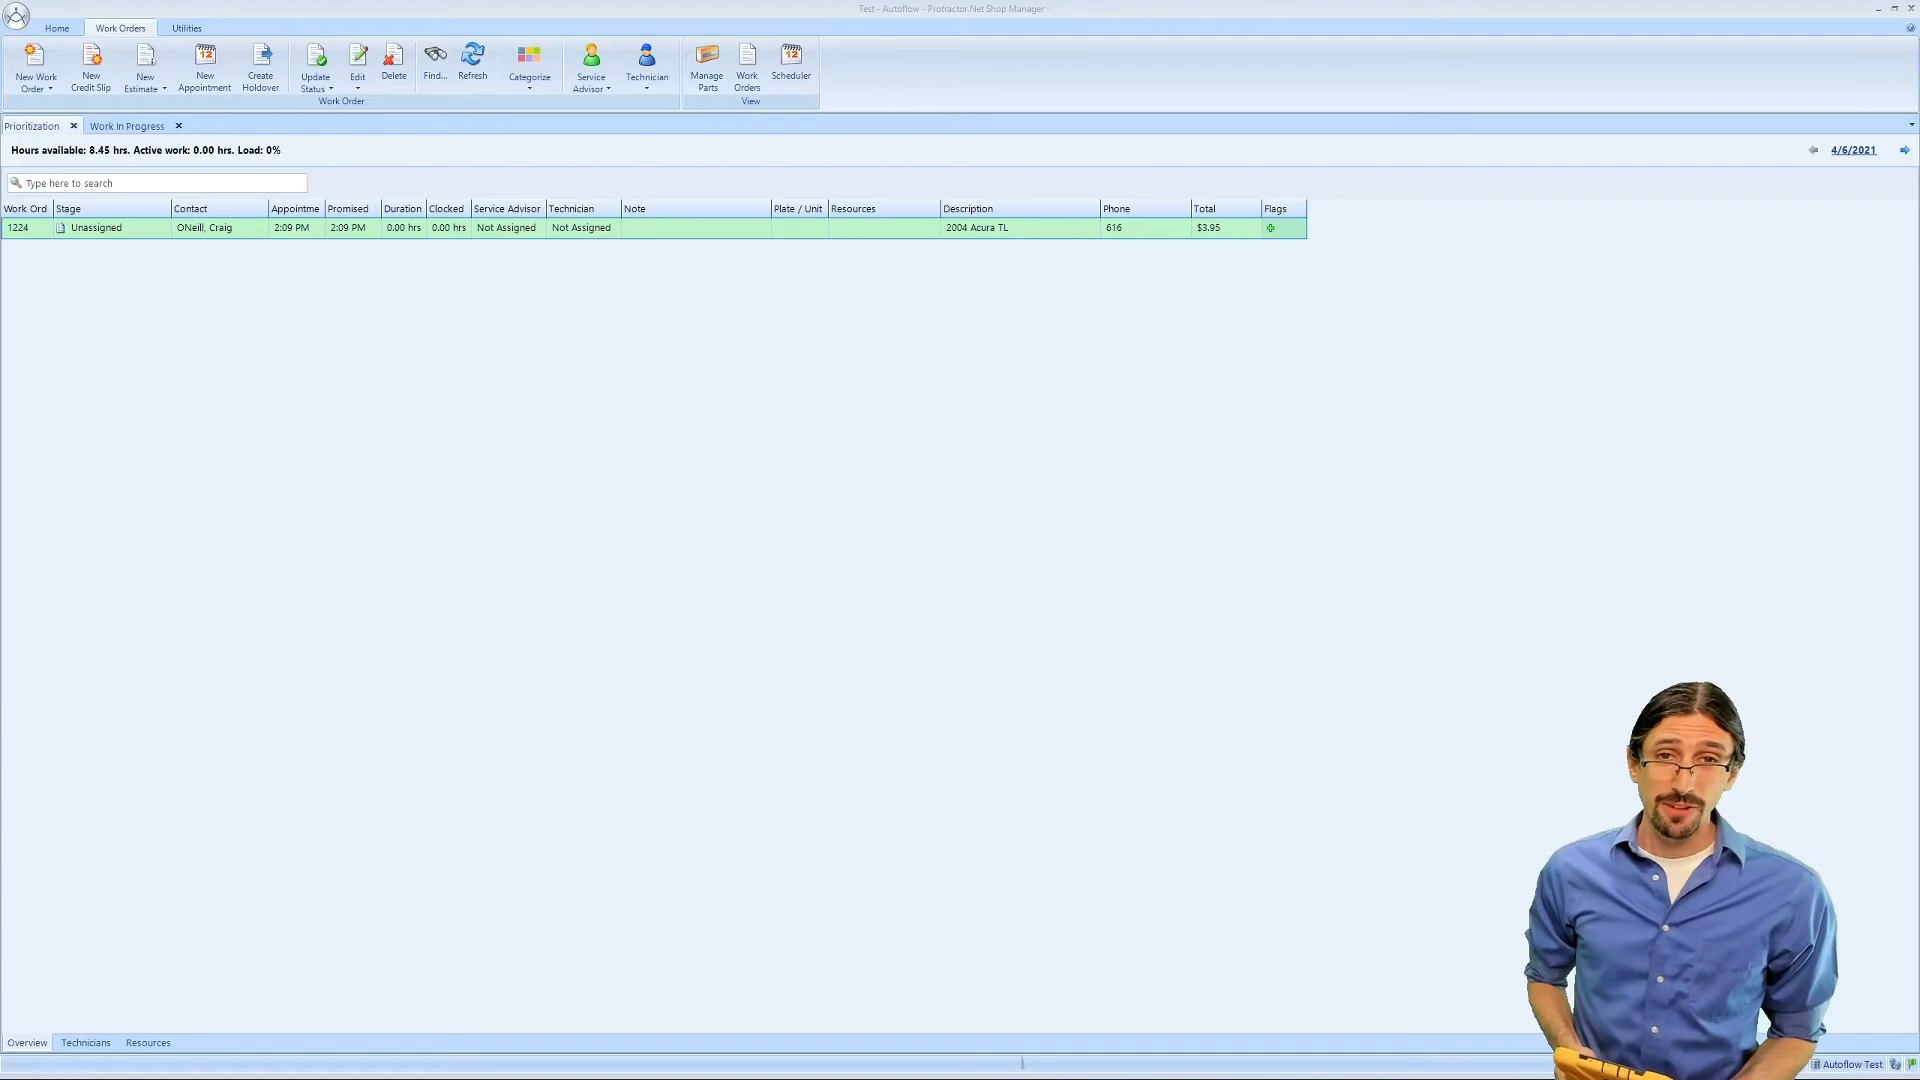 Test - Autoflow - Protractor.Net Shop Manager
Home Work Orders Utilities
New Work Order
New Credit Slip
New Estimate
New Appointment
Create Holdover
Update Status
Edit
Delete
Find...
Refresh
Categorize
Service Advisor
Technician
Manage Parts
Work Orders
Scheduler
Work Order View
Prioritization Work In Progress
Hours available: 8.45 hrs. Active work: 0.00 hrs. Load: 0% 4/6/2021
Type here to search
Work Ord Stage Contact Appointme Promised Duration Clocked Service Advisor Technician Note Plate / Unit Resources Description Phone Total Flags
1224 Unassigned ONeill, Craig 2:09 PM 2:09 PM 0.00 hrs 0.00 hrs Not Assigned Not Assigned 2004 Acura TL 616 $3.95
Overview Technicians Resources
Autoflow Test